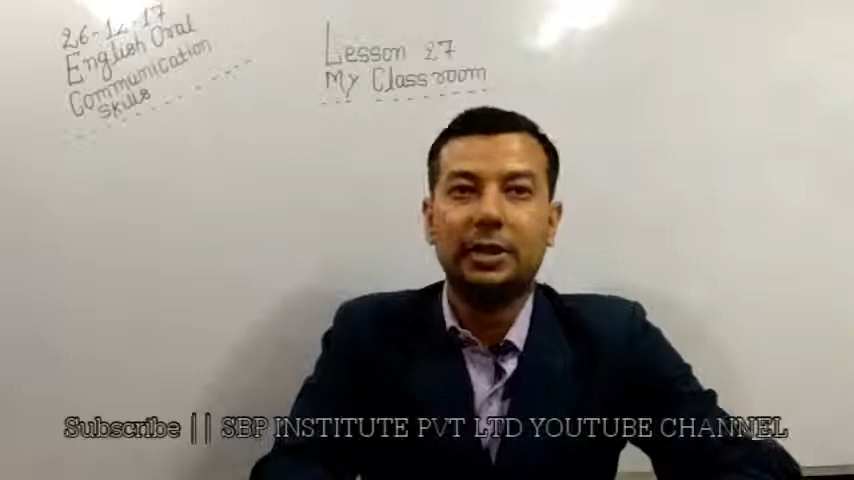 26-12-17
English Oral
Communication
Skills
Lesson 27
My Classroom
Subscribe || SBP INSTITUTE PVT LTD YOUTUBE CHANNEL